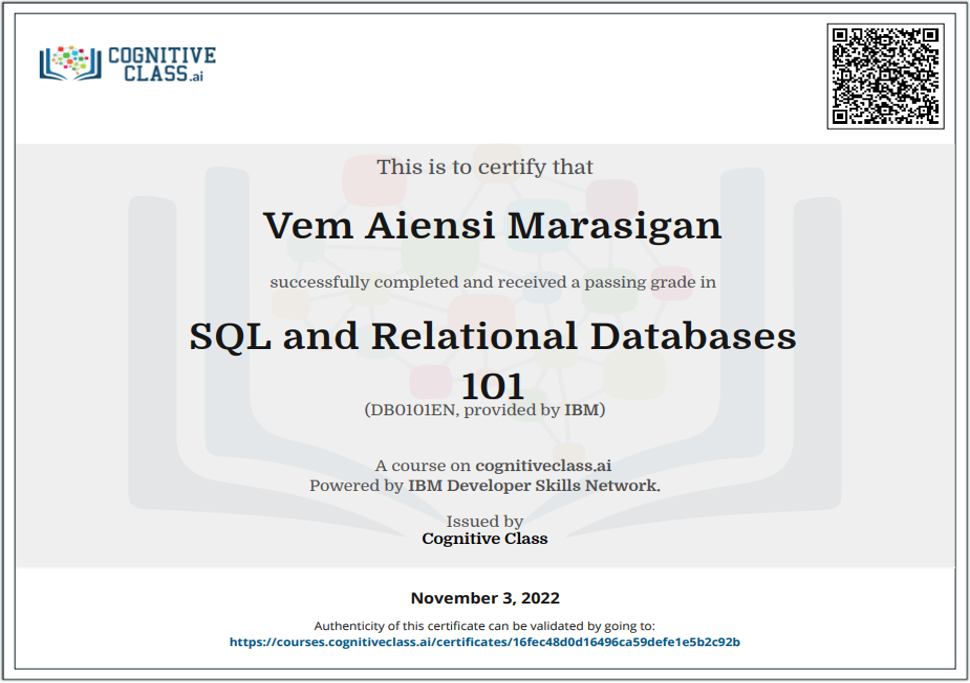 COGNITIVE
CLASS.ai
This is to certify that
Vem Aiensi Marasigan
successfully completed and received a passing grade in
SQL and Relational Databases
101
(DB0101EN, provided by IBM)
A course on cognitiveclass.ai
Powered by IBM Developer Skills Network.
Issued by
Cognitive Class
November 3, 2022
Authenticity of this certificate can be validated by going to:
https://courses.cognitiveclass.ai/certificates/16fec48d0d16496ca59defe1e5b2c92b